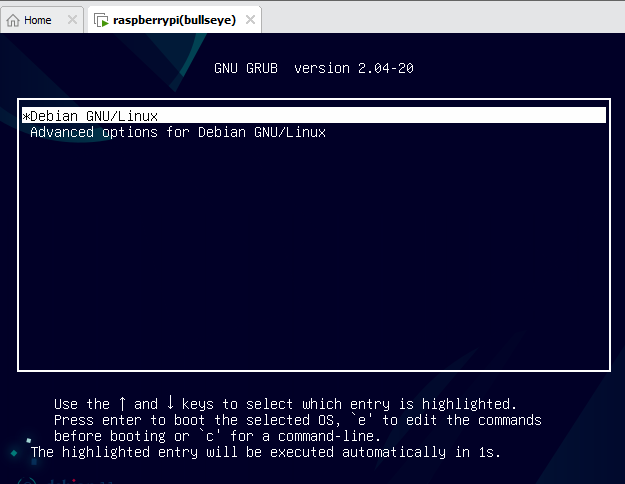 Home
raspberrypi(bullseye)
GNU GRUB  version 2.04-20
*Debian GNU/Linux
Advanced options for Debian GNU/Linux
Use the ↑ and ↓ keys to select which entry is highlighted.
Press enter to boot the selected OS, `e' to edit the commands
before booting or `c' for a command-line.
The highlighted entry will be executed automatically in 1s.